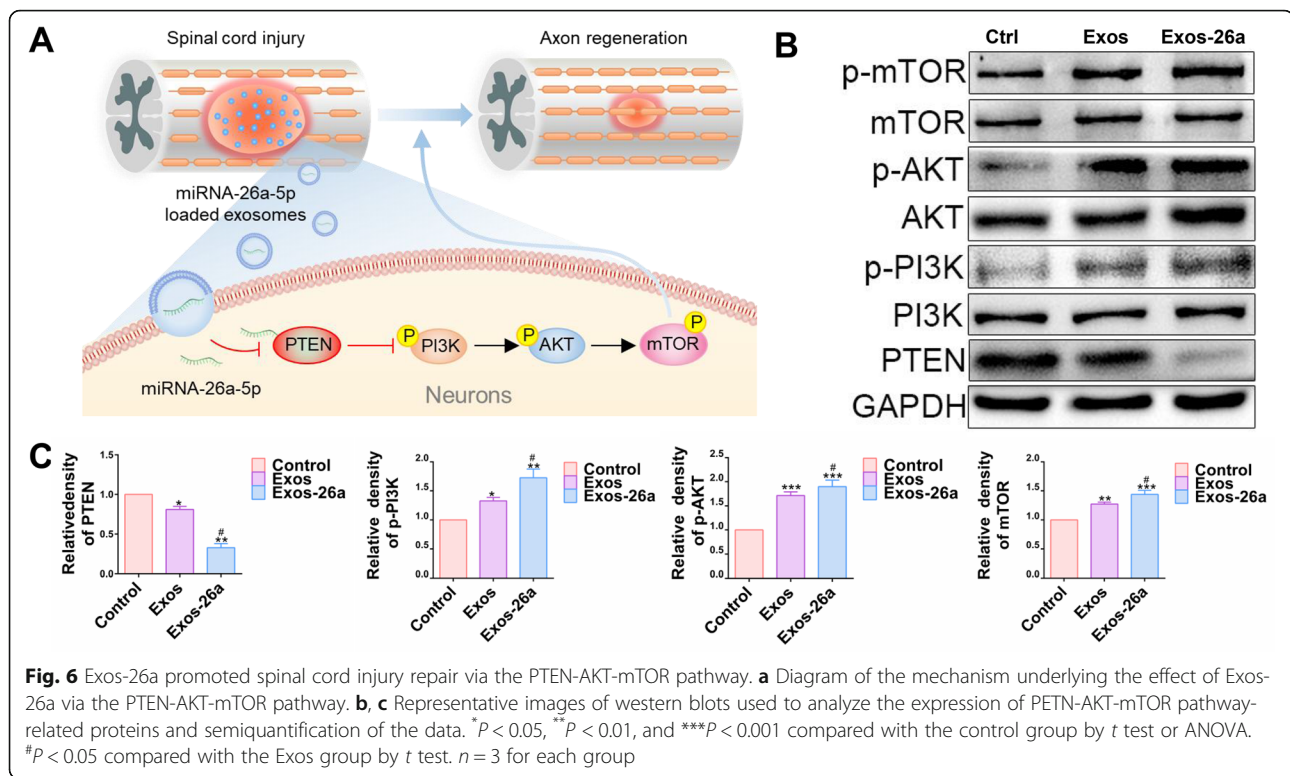 A
Spinal cord injury
Axon regeneration
miRNA-26a-5p
loaded exosomes
PTEN
P
PI3K
P
AKT
P
mTOR
miRNA-26a-5p
Neurons
B
Ctrl Exos Exos-26a
p-mTOR
mTOR
p-AKT
AKT
p-PI3K
PI3K
PTEN
GAPDH
C
Relativedensity
of PTEN
1.5
1.0
0.5
0.0
*
#
**
Control
Exos
Exos-26a
Control
Exos
Exos-26a
Relative density
of p-PI3K
2.0
1.5
1.0
0.5
0.0
*
#
**
Control
Exos
Exos-26a
Control
Exos
Exos-26a
Relative density
of p-AKT
2.5
2.0
1.5
1.0
0.5
0.0
***
#
***
Control
Exos
Exos-26a
Control
Exos
Exos-26a
Relative density
of mTOR
2.0
1.5
1.0
0.5
0.0
**
#
***
Control
Exos
Exos-26a
Control
Exos
Exos-26a
Fig. 6 Exos-26a promoted spinal cord injury repair via the PTEN-AKT-mTOR pathway. a Diagram of the mechanism underlying the effect of Exos-
26a via the PTEN-AKT-mTOR pathway. b, c Representative images of western blots used to analyze the expression of PETN-AKT-mTOR pathway-
related proteins and semiquantification of the data. *P < 0.05, **P < 0.01, and ***P < 0.001 compared with the control group by t test or ANOVA.
#P < 0.05 compared with the Exos group by t test. n = 3 for each group